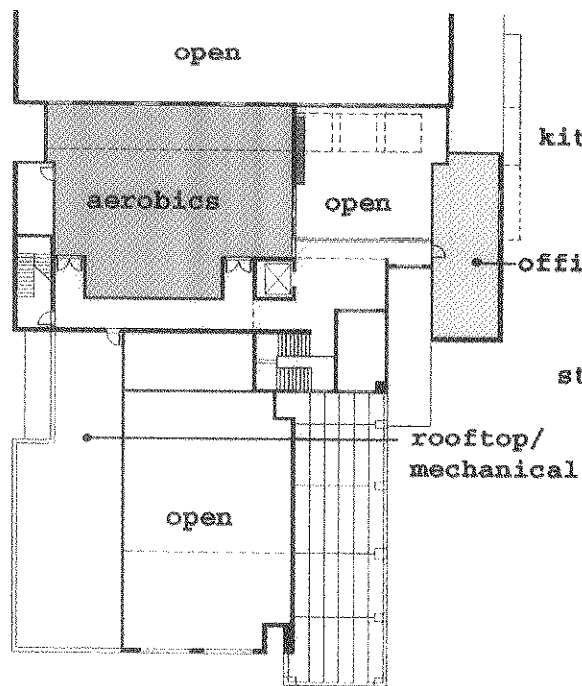 open
kit
aerobics
open
offi
st
rooftop/
mechanical
open